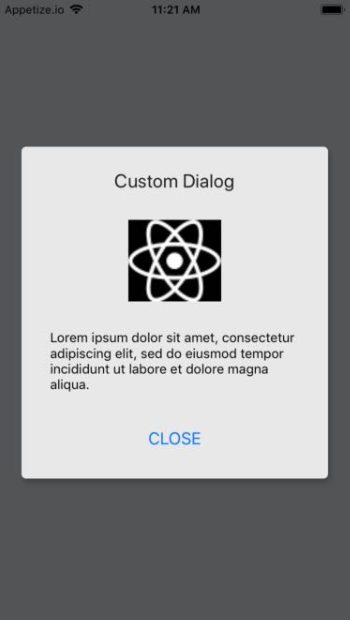 Appetize.io 11:21 AM
Custom Dialog
Lorem ipsum dolor sit amet, consectetur
adipiscing elit, sed do eiusmod tempor
incididunt ut labore et dolore magna
aliqua.
CLOSE